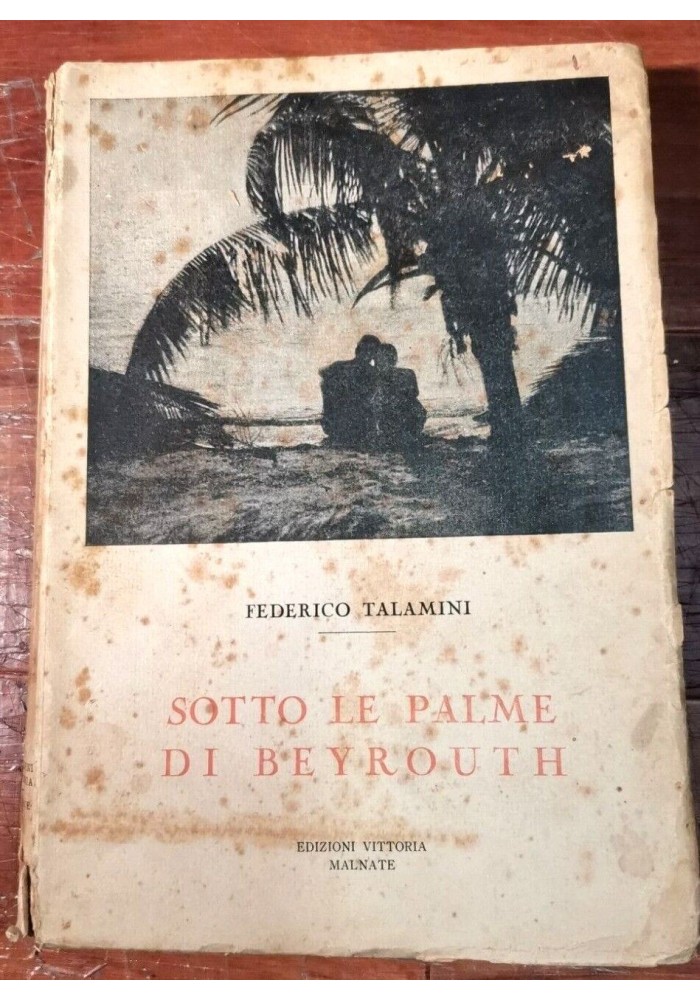 FEDERICO TALAMINI
SOTTO LE PALME
DI BEYROUTH
EDIZIONI VITTORIA
MALNATE